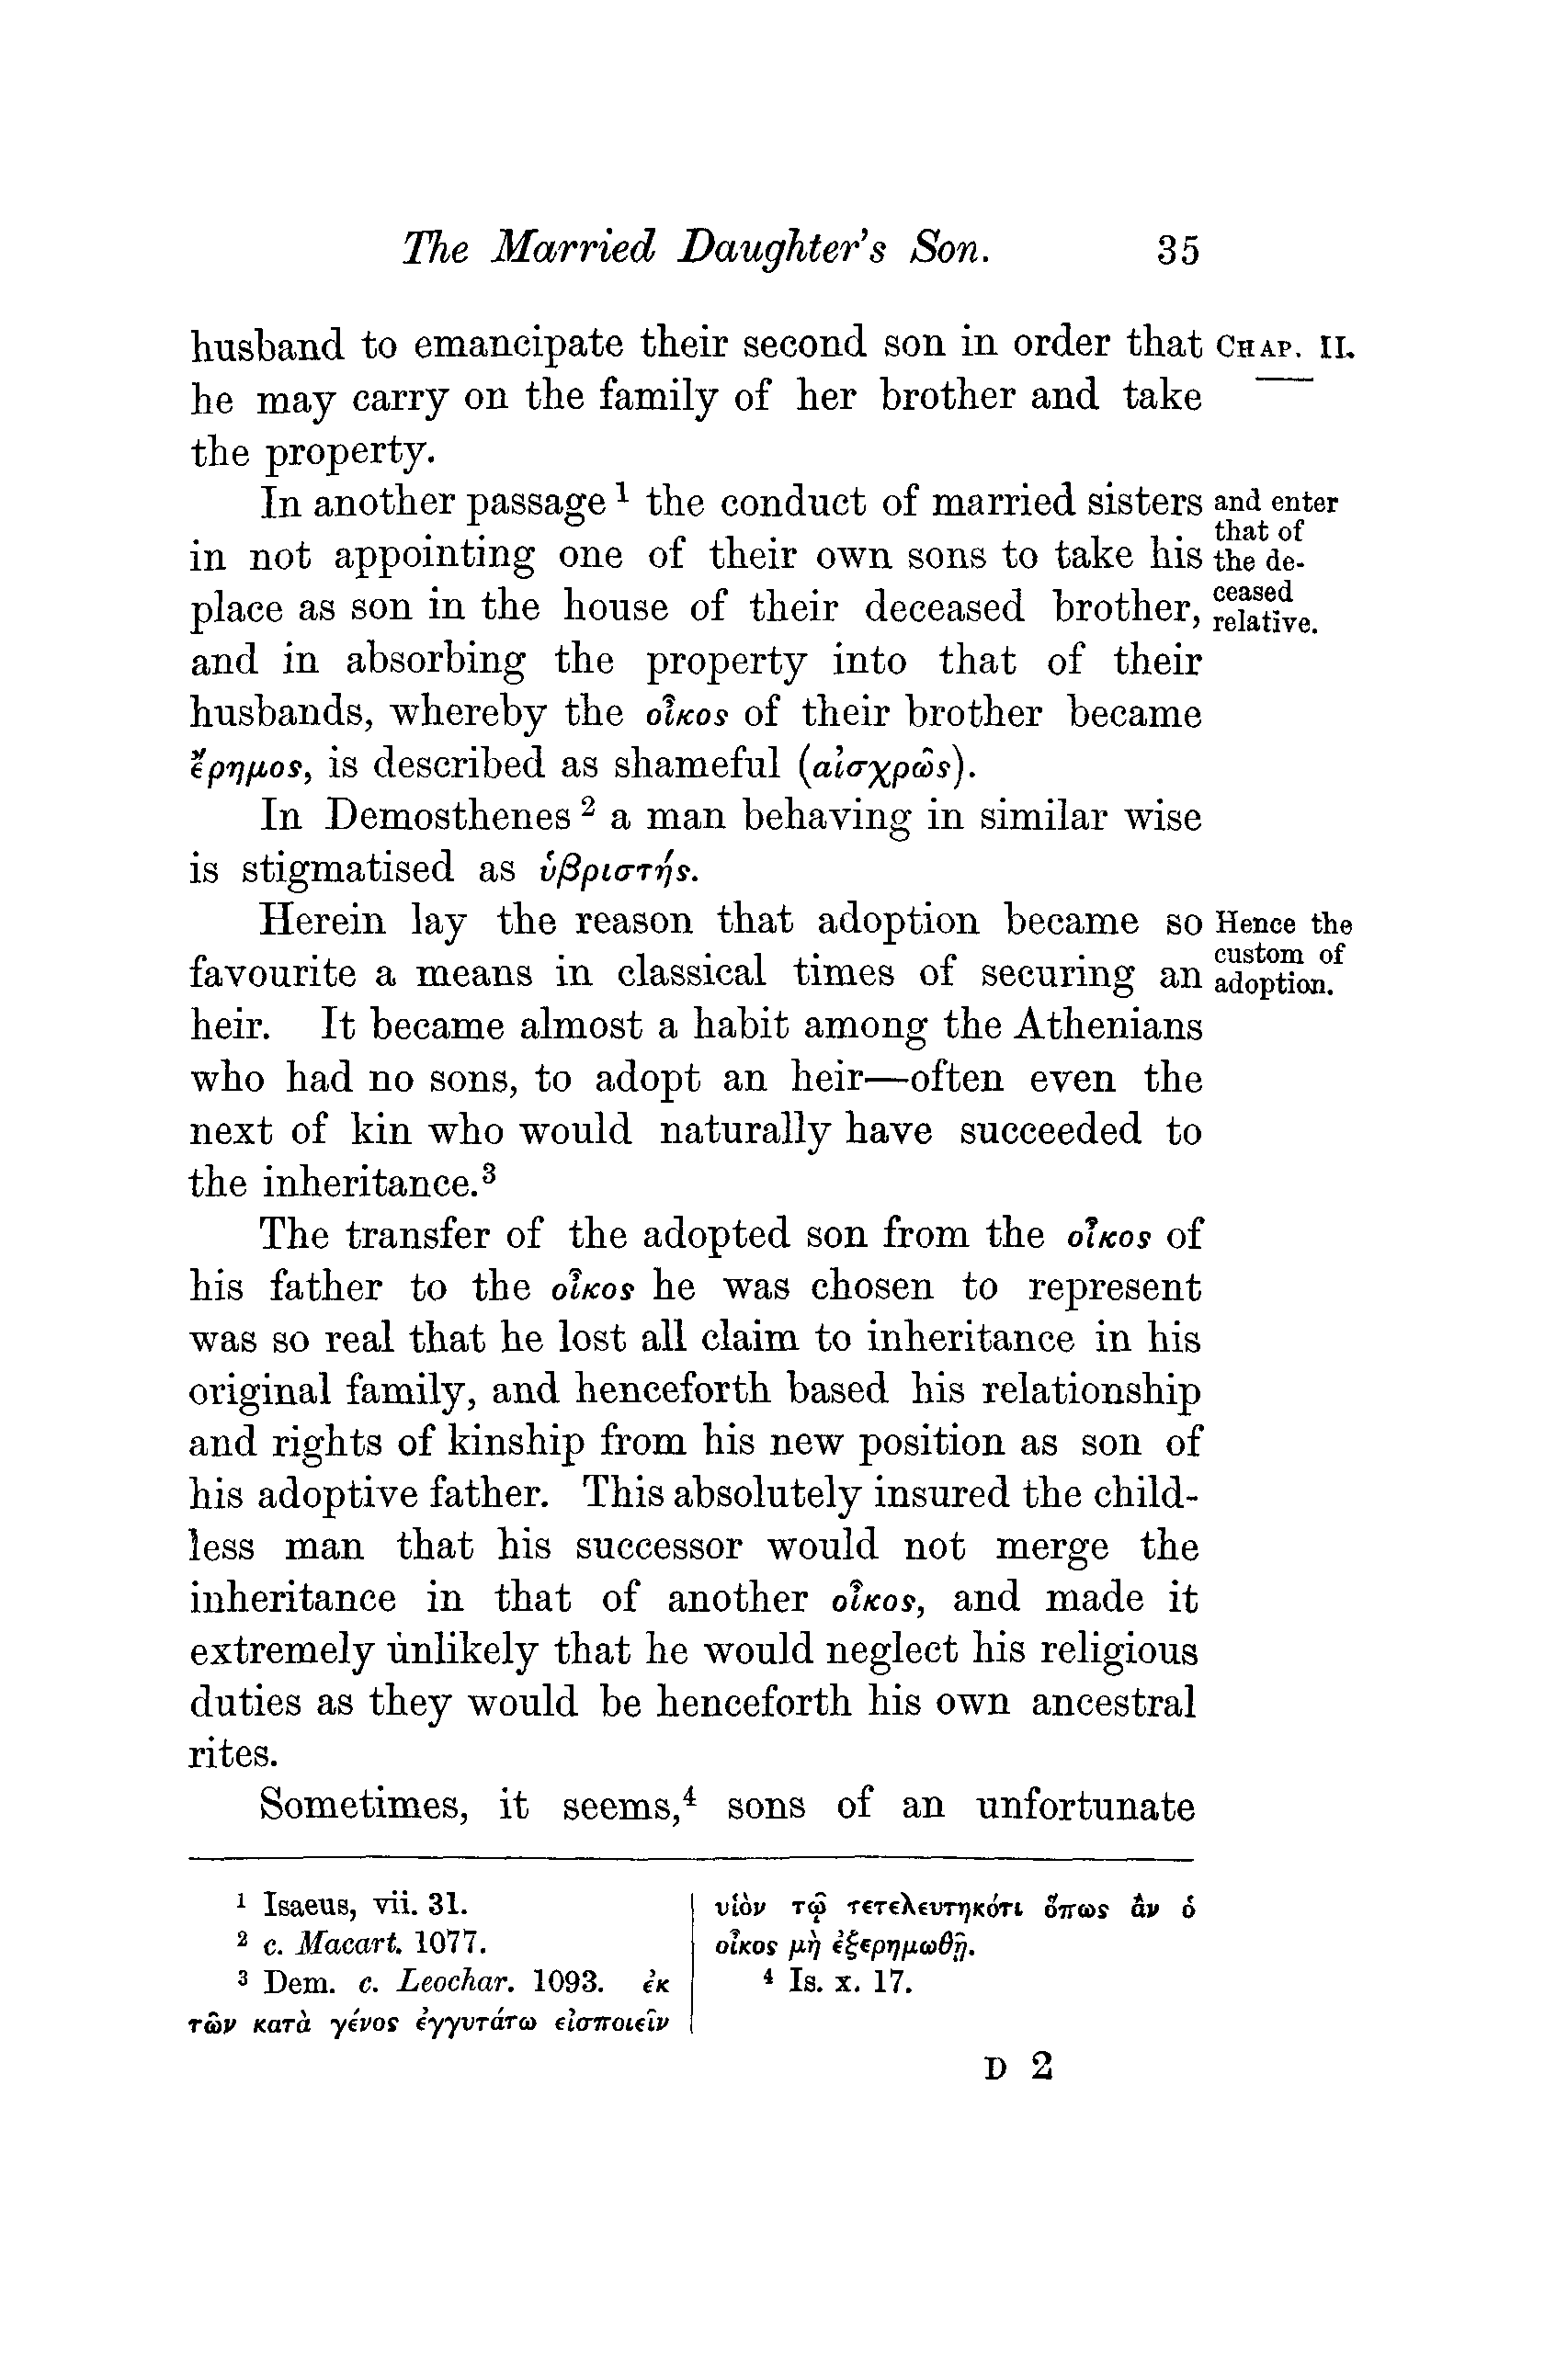 The Married Daughter's Son. 35
husband to emancipate their second son in order that
he may carry on the family of her brother and take
the property.
CHAP. II.
In another passage ¹ the conduct of married sisters
in not appointing one of their own sons to take his
place as son in the house of their deceased brother,
and in absorbing the property into that of their
husbands, whereby the οἶκος of their brother became
ἔρημος, is described as shameful (αἰσχρῶς).
and enter
that of
the de-
ceased
relative.
In Demosthenes ² a man behaving in similar wise
is stigmatised as ὑβριστής.
Herein lay the reason that adoption became so
favourite a means in classical times of securing an
heir. It became almost a habit among the Athenians
who had no sons, to adopt an heir—often even the
next of kin who would naturally have succeeded to
the inheritance.³
Hence the
custom of
adoption.
The transfer of the adopted son from the οἶκος of
his father to the οἶκος he was chosen to represent
was so real that he lost all claim to inheritance in his
original family, and henceforth based his relationship
and rights of kinship from his new position as son of
his adoptive father. This absolutely insured the child-
less man that his successor would not merge the
inheritance in that of another οἶκος, and made it
extremely unlikely that he would neglect his religious
duties as they would be henceforth his own ancestral
rites.
Sometimes, it seems,⁴ sons of an unfortunate
¹ Isaeus, vii. 31.
² c. Macart. 1077.
³ Dem. c. Leochar. 1093. ἐκ
τῶν κατὰ γένος ἐγγυτάτω εἰσποιεῖν
υἱὸν τῷ τετελευτηκότι ὅπως ἂν ὁ
οἶκος μὴ ἐξερημωθῇ.
⁴ Is. x. 17.
D 2